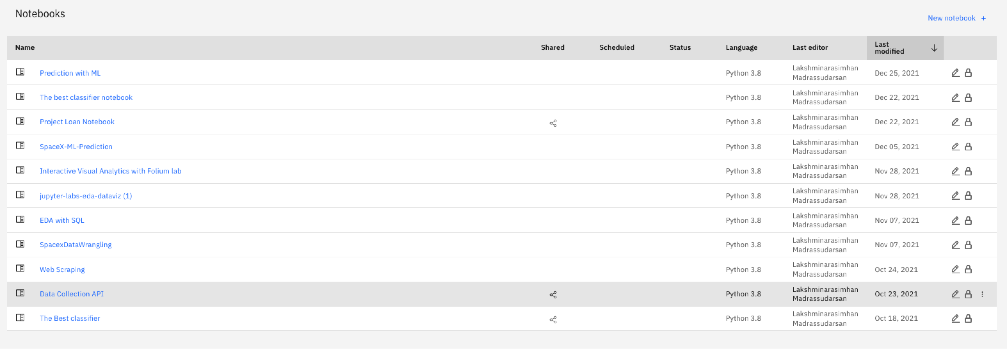 Notebooks
New notebook +
Name Shared Scheduled Status Language Last editor Last modified
Prediction with ML Python 3.8 Lakshminarasimhan Madrassudarsan Dec 25, 2021
The best classifier notebook Python 3.8 Lakshminarasimhan Madrassudarsan Dec 22, 2021
Project Loan Notebook Python 3.8 Lakshminarasimhan Madrassudarsan Dec 22, 2021
SpaceX-ML-Prediction Python 3.8 Lakshminarasimhan Madrassudarsan Dec 05, 2021
Interactive Visual Analytics with Folium lab Python 3.8 Lakshminarasimhan Madrassudarsan Nov 28, 2021
jupyter-labs-eda-dataviz (1) Python 3.8 Lakshminarasimhan Madrassudarsan Nov 28, 2021
EDA with SQL Python 3.8 Lakshminarasimhan Madrassudarsan Nov 07, 2021
SpacexDataWrangling Python 3.8 Lakshminarasimhan Madrassudarsan Nov 07, 2021
Web Scraping Python 3.8 Lakshminarasimhan Madrassudarsan Oct 24, 2021
Data Collection API Python 3.8 Lakshminarasimhan Madrassudarsan Oct 23, 2021
The Best classifier Python 3.8 Lakshminarasimhan Madrassudarsan Oct 18, 2021